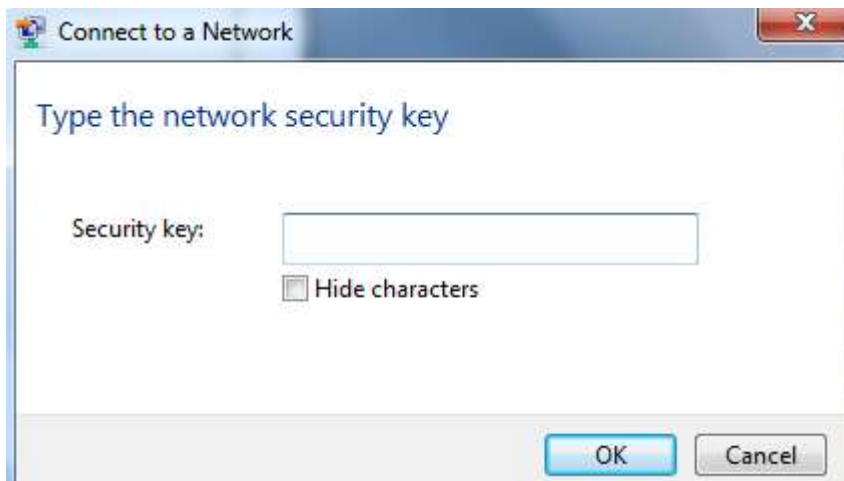 Connect to a Network
Type the network security key
Security key:
Hide characters
OK Cancel